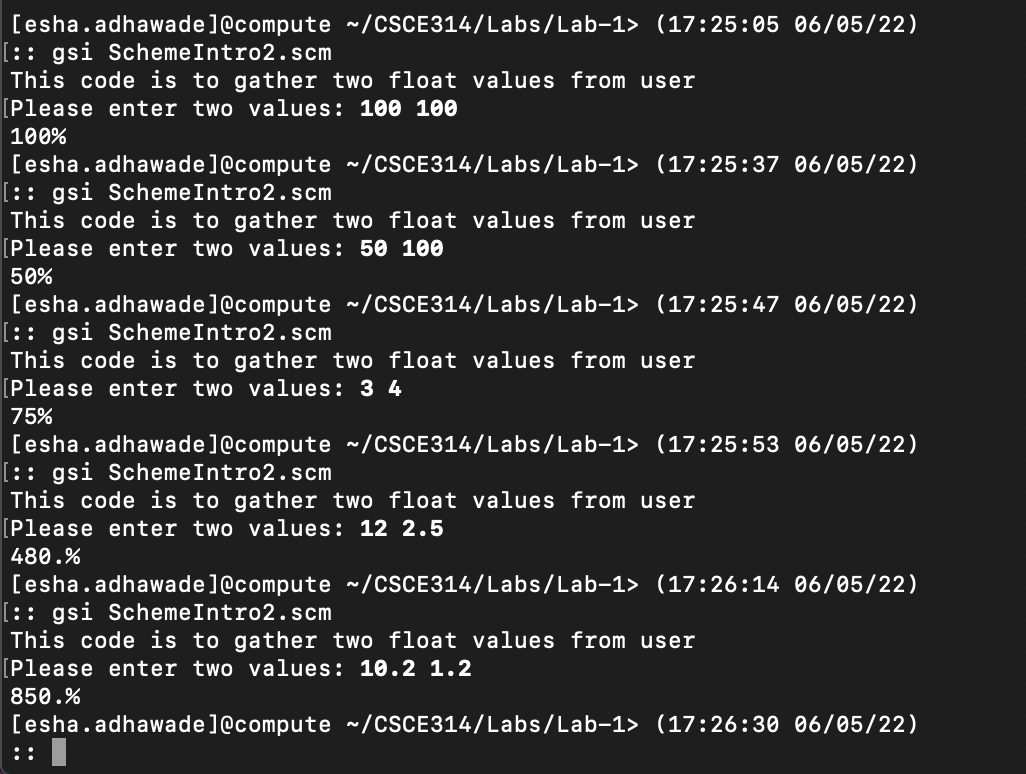 [esha.adhawade]@compute ~/CSCE314/Labs/Lab-1> (17:25:05 06/05/22)
[:: gsi SchemeIntro2.scm
This code is to gather two float values from user
[Please enter two values: 100 100
100%
[esha.adhawade]@compute ~/CSCE314/Labs/Lab-1> (17:25:37 06/05/22)
[:: gsi SchemeIntro2.scm
This code is to gather two float values from user
[Please enter two values: 50 100
50%
[esha.adhawade]@compute ~/CSCE314/Labs/Lab-1> (17:25:47 06/05/22)
[:: gsi SchemeIntro2.scm
This code is to gather two float values from user
[Please enter two values: 3 4
75%
[esha.adhawade]@compute ~/CSCE314/Labs/Lab-1> (17:25:53 06/05/22)
[:: gsi SchemeIntro2.scm
This code is to gather two float values from user
[Please enter two values: 12 2.5
480.%
[esha.adhawade]@compute ~/CSCE314/Labs/Lab-1> (17:26:14 06/05/22)
[:: gsi SchemeIntro2.scm
This code is to gather two float values from user
[Please enter two values: 10.2 1.2
850.%
[esha.adhawade]@compute ~/CSCE314/Labs/Lab-1> (17:26:30 06/05/22)
::